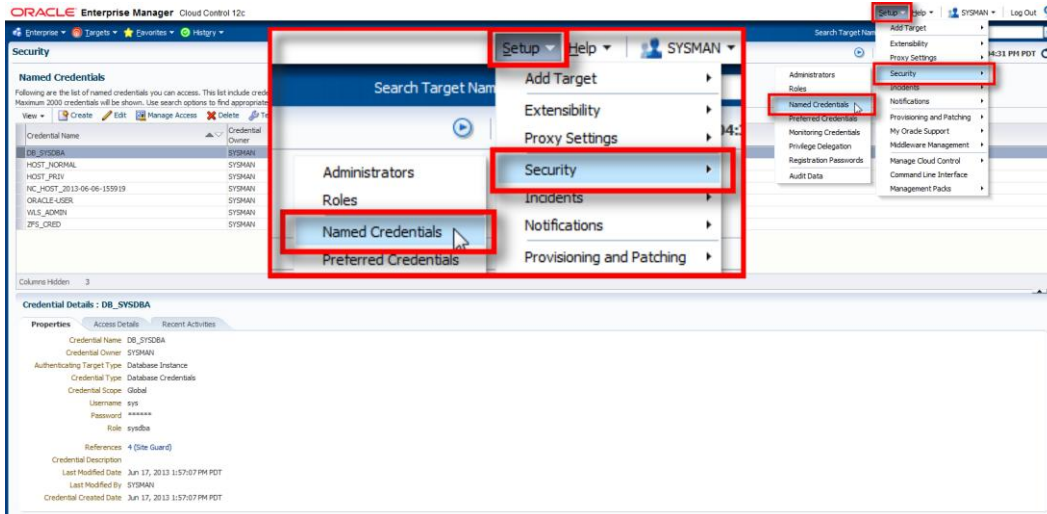 ORACLE Enterprise Manager Cloud Control 12c
Setup Help SYSMAN Log Out
Enterprise Targets Favorites History
Search Target Nam
Security
04:31 PM PDT
Named Credentials
Following are the list of named credentials you can access. This list include crede
Maximum 2000 credentials will be shown. Use search options to find appropriate
View Create Edit Manage Access Delete Te
Credential Name
Credential Owner
DB_SYSDBA SYSMAN
HOST_NORMAL SYSMAN
HOST_PRIV SYSMAN
NC_HOST_2013-06-06-155919 SYSMAN
ORACLE-USER SYSMAN
WLS_ADMIN SYSMAN
ZFS_CRED SYSMAN
Columns Hidden 3
Setup Help SYSMAN
Search Target Nam
04:
Add Target
Extensibility
Proxy Settings
Security
Incidents
Notifications
Provisioning and Patching
Administrators
Roles
Named Credentials
Preferred Credentials
Add Target
Extensibility
Proxy Settings
Security
Incidents
Notifications
Provisioning and Patching
My Oracle Support
Middleware Management
Manage Cloud Control
Command Line Interface
Management Packs
Administrators
Roles
Named Credentials
Preferred Credentials
Monitoring Credentials
Privilege Delegation
Registration Passwords
Audit Data
Credential Details : DB_SYSDBA
Properties Access Details Recent Activities
Credential Name DB_SYSDBA
Credential Owner SYSMAN
Authenticating Target Type Database Instance
Credential Type Database Credentials
Credential Scope Global
Username sys
Password ******
Role sysdba
References 4 (Site Guard)
Credential Description
Last Modified Date Jun 17, 2013 1:57:07 PM PDT
Last Modified By SYSMAN
Credential Created Date Jun 17, 2013 1:57:07 PM PDT